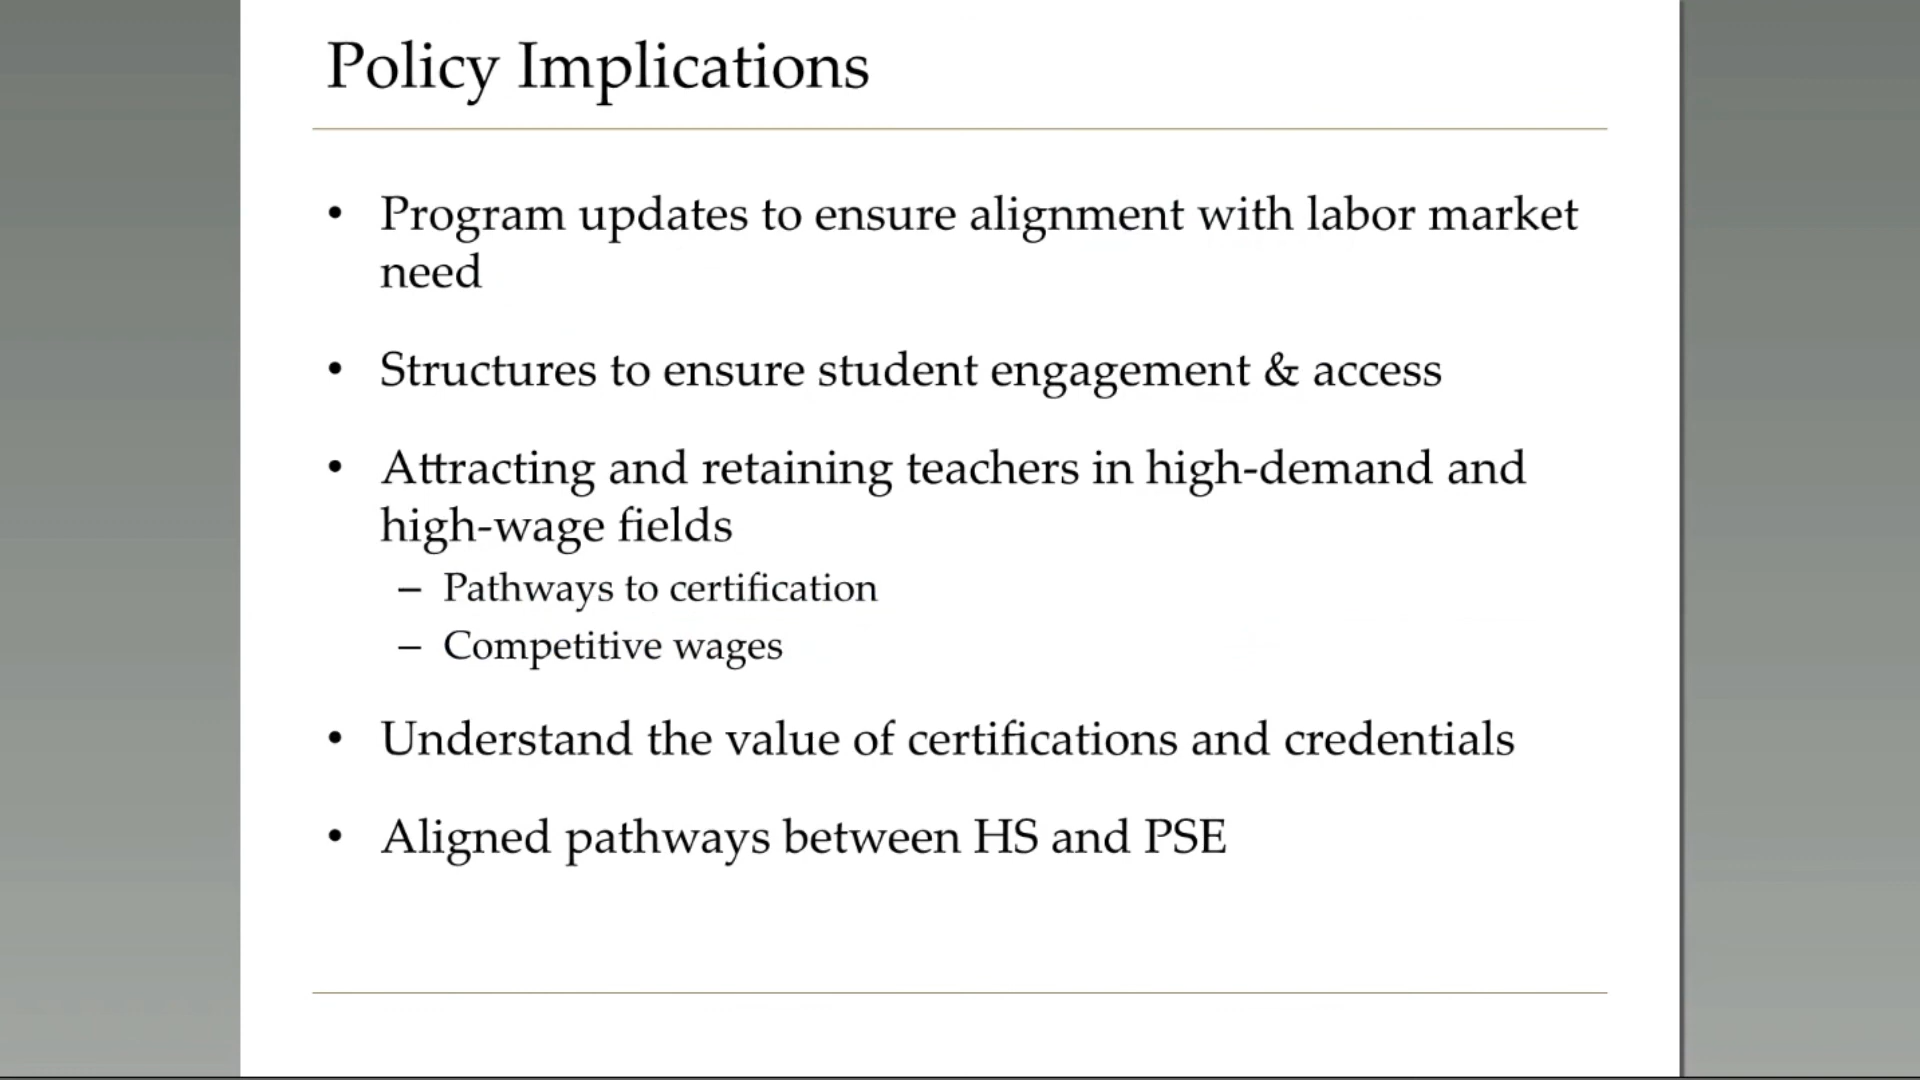 Policy Implications
• Program updates to ensure alignment with labor market
need
• Structures to ensure student engagement & access
• Attracting and retaining teachers in high-demand and
high-wage fields
– Pathways to certification
– Competitive wages
• Understand the value of certifications and credentials
• Aligned pathways between HS and PSE